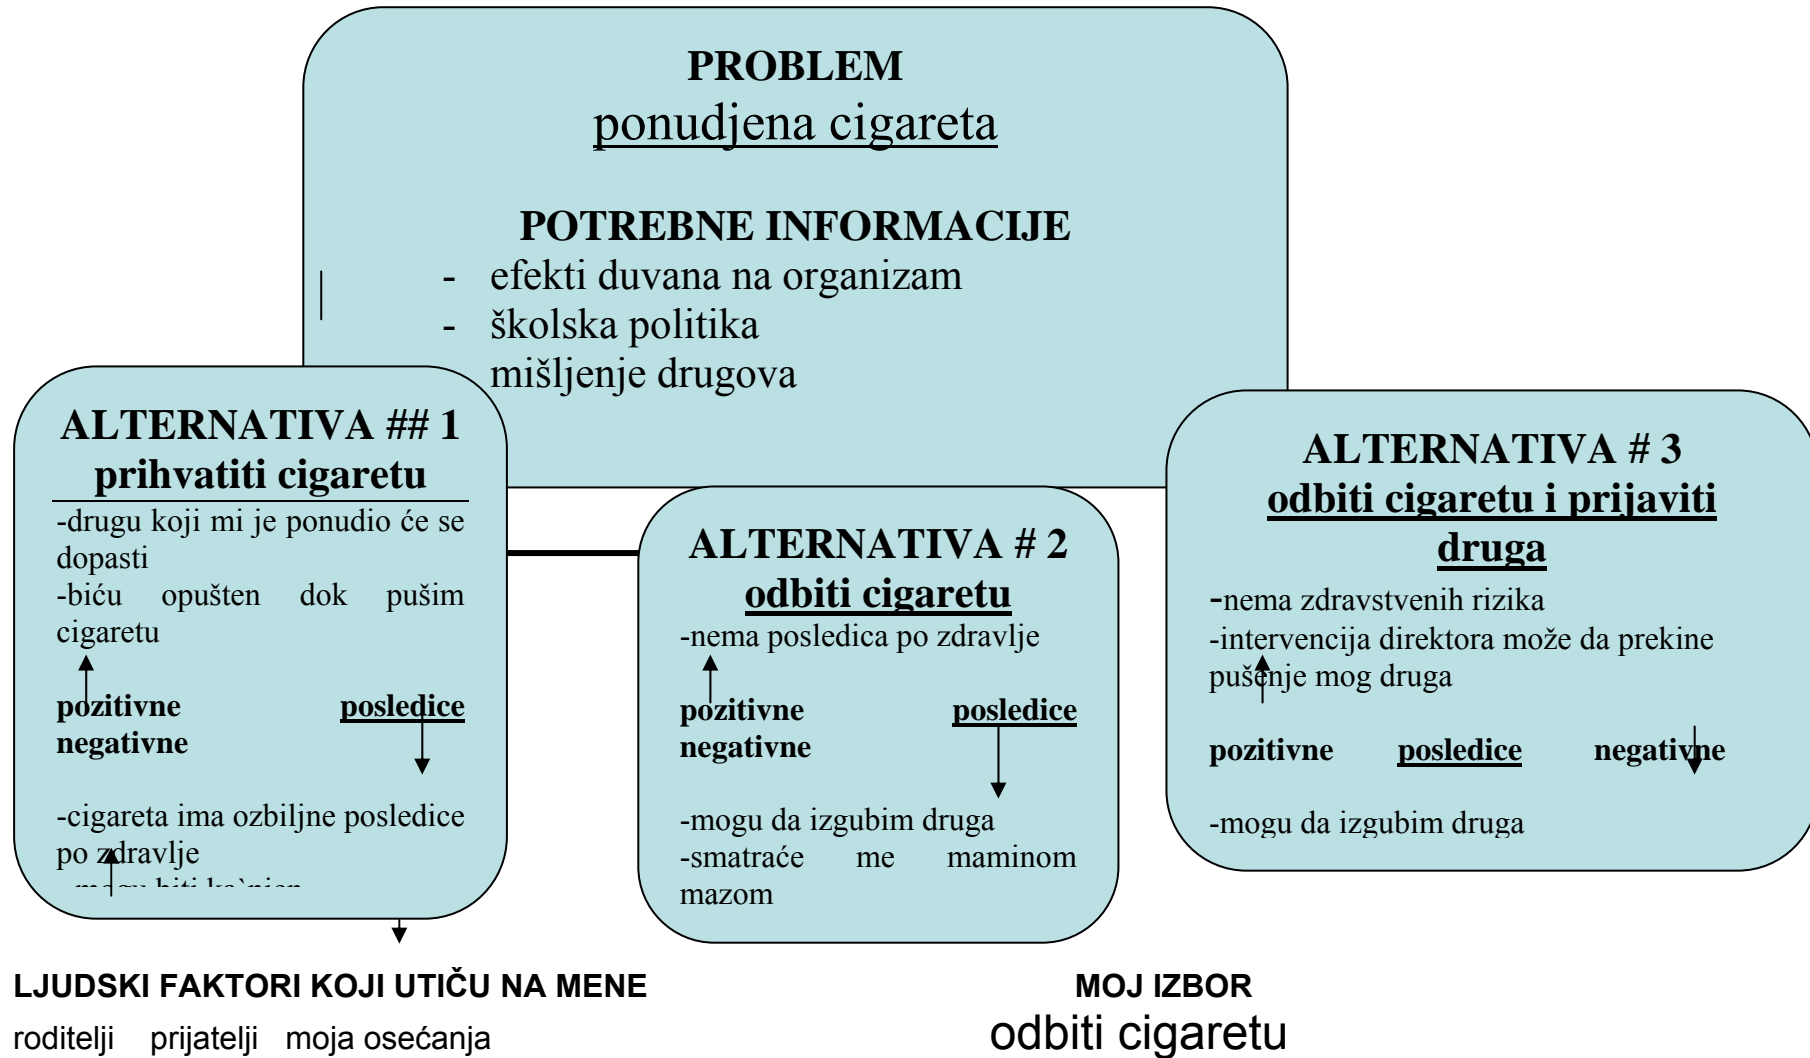 PROBLEM
ponudjena cigareta
POTREBNE INFORMACIJE
- efekti duvana na organizam
- školska politika
mišljenje drugova
ALTERNATIVA ## 1
prihvatiti cigaretu
-drugu koji mi je ponudio će se
dopasti
-biću opušten dok pušim
cigaretu
pozitivne posledice
negativne
-cigareta ima ozbiljne posledice
po zdravlje
ALTERNATIVA # 2
odbiti cigaretu
-nema posledica po zdravlje
pozitivne posledice
negativne
-mogu da izgubim druga
-smatraće me maminom
mazom
ALTERNATIVA # 3
odbiti cigaretu i prijaviti
druga
-nema zdravstvenih rizika
-intervencija direktora može da prekine
pušenje mog druga
pozitivne posledice negativne
-mogu da izgubim druga
LJUDSKI FAKTORI KOJI UTIČU NA MENE
roditelji prijatelji moja osećanja
MOJ IZBOR
odbiti cigaretu